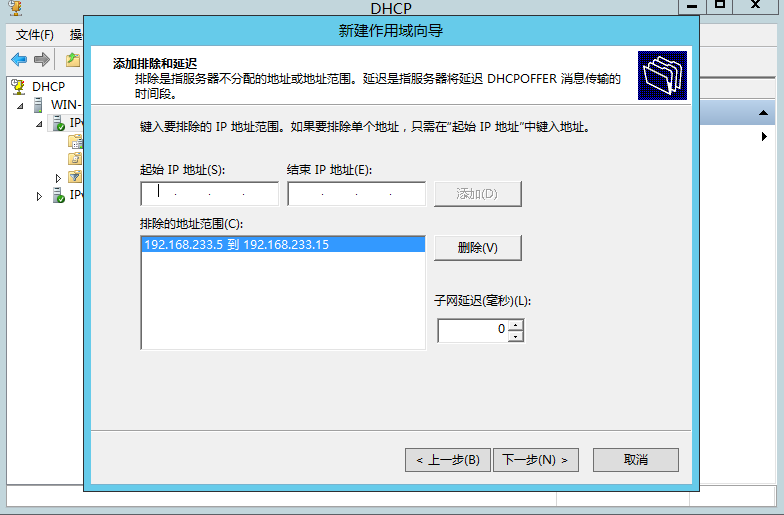 DHCP
文件(F) 操
新建作用域向导
添加排除和延迟
排除是指服务器不分配的地址或地址范围。延迟是指服务器将延迟 DHCPOFFER 消息传输的
时间段。
DHCP
WIN-
IPv
IPv
键入要排除的 IP 地址范围。如果要排除单个地址，只需在“起始 IP 地址”中键入地址。
起始 IP 地址(S):
结束 IP 地址(E):
添加(D)
排除的地址范围(C):
192.168.233.5 到 192.168.233.15
删除(V)
子网延迟(毫秒)(L):
0
< 上一步(B)
下一步(N) >
取消